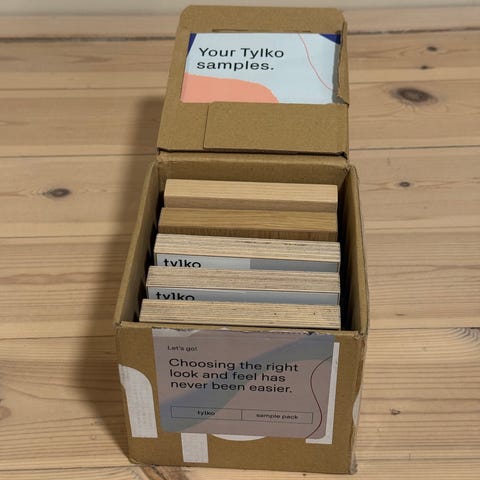 Your Tylko
samples.
tylko
tylko
Let's go!
Choosing the right
look and feel has
never been easier.
tylko
sample pack